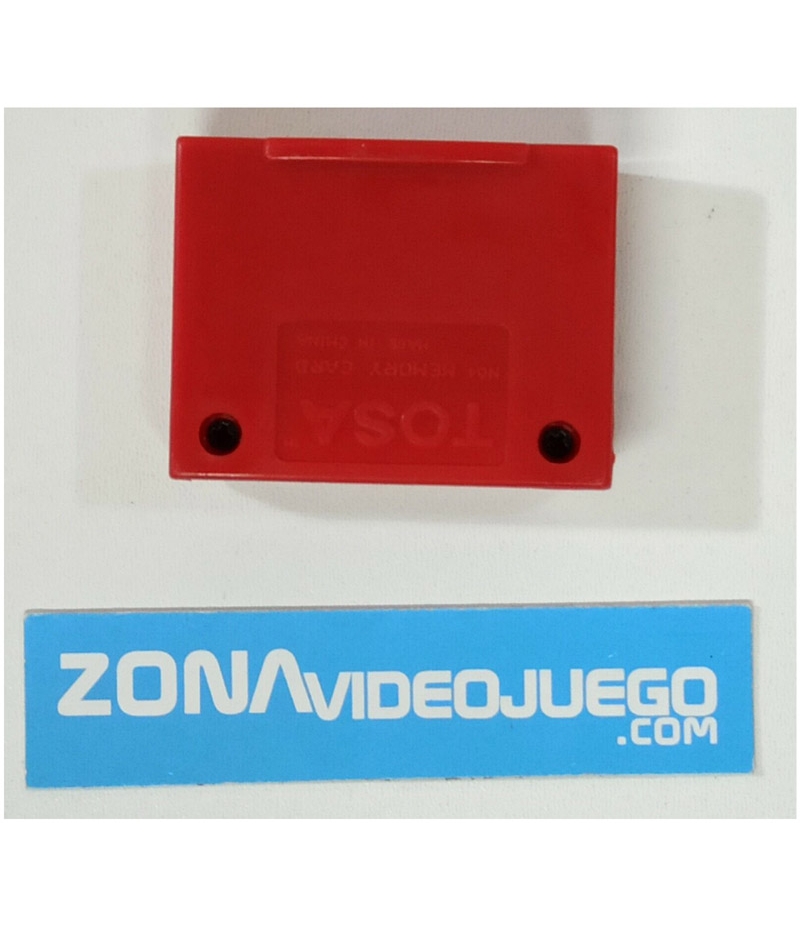 TOSA
N64 MEMORY CARD
MADE IN CHINA
ZONAVIDEOJUEGO
.COM